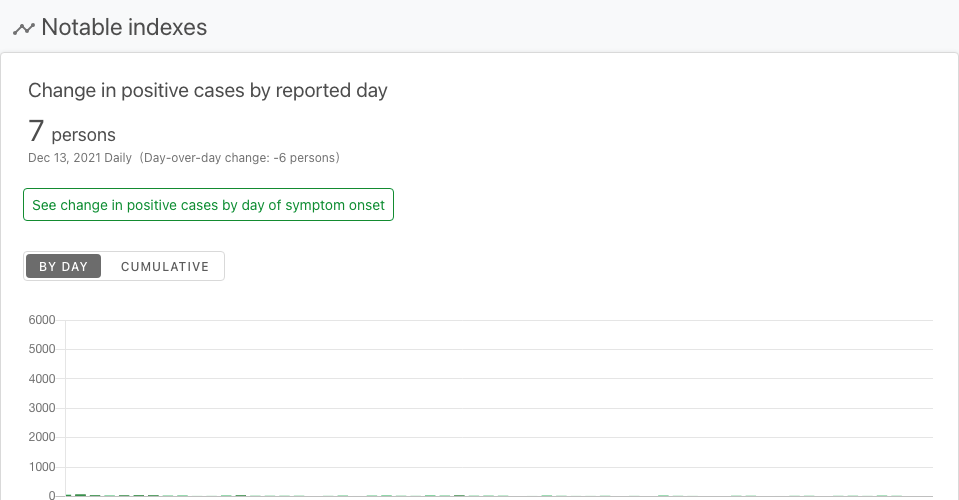 Notable indexes
Change in positive cases by reported day
7 persons
Dec 13, 2021 Daily (Day-over-day change: -6 persons)
See change in positive cases by day of symptom onset
BY DAY CUMULATIVE
6000
5000
4000
3000
2000
1000
0